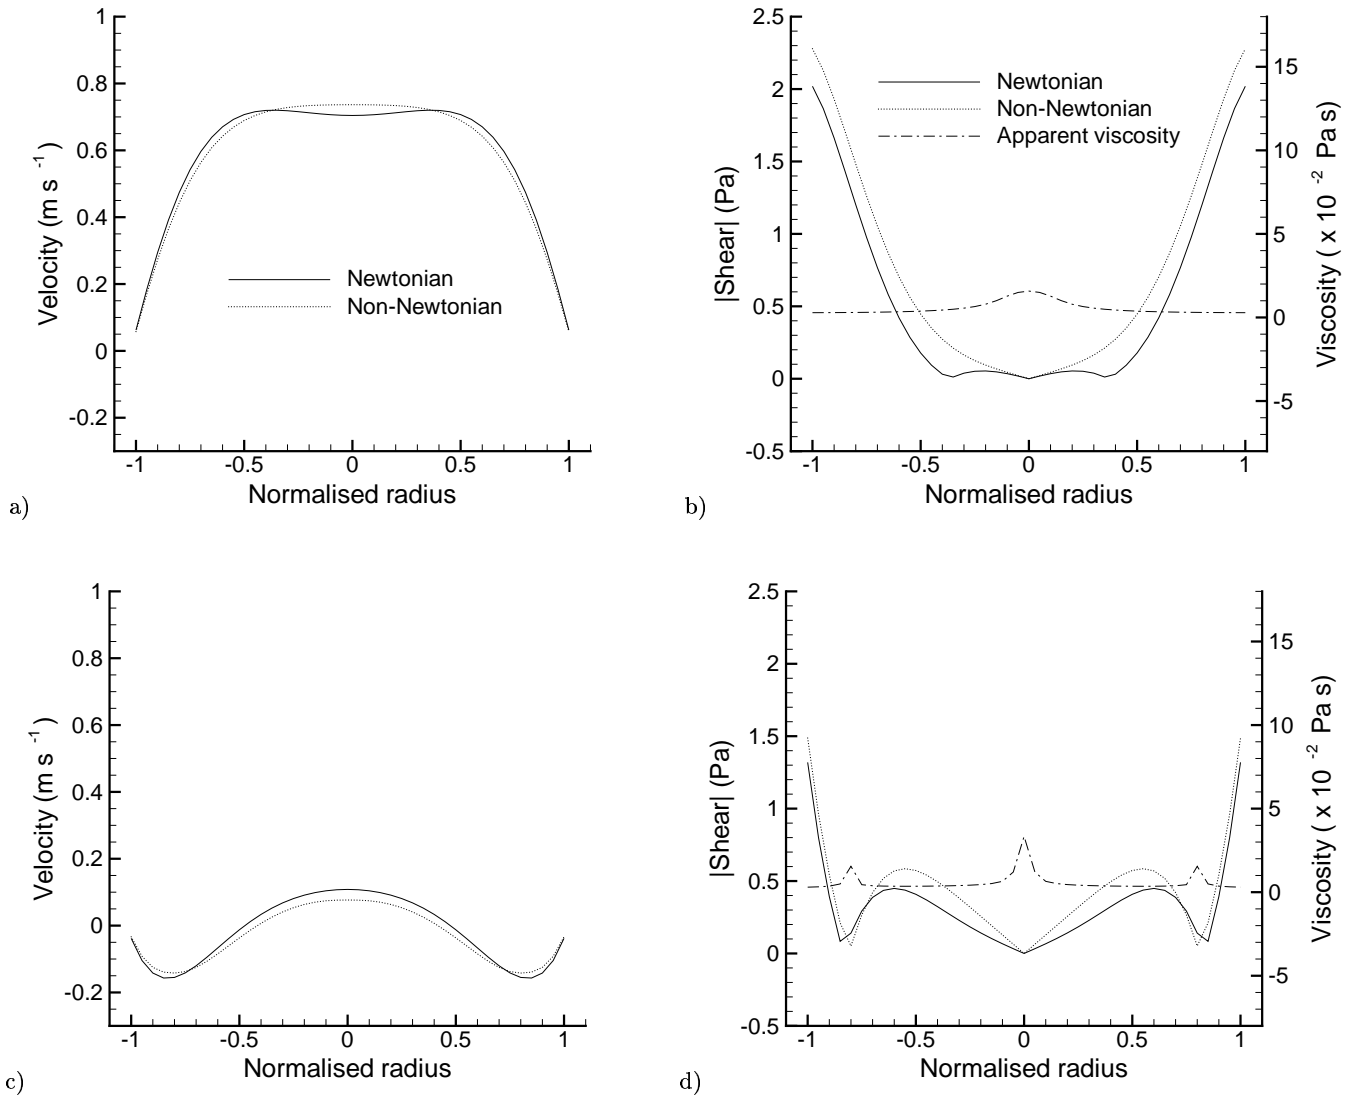 1
0.8
0.6
0.4
0.2
0
-0.2
Velocity (m s -1 )
Newtonian
Non-Newtonian
-1 -0.5 0 0.5 1
Normalised radius
a)
2.5
2
1.5
1
0.5
0
-0.5
|Shear| (Pa)
Newtonian
Non-Newtonian
Apparent viscosity
15
10
5
0
-5
Viscosity ( x 10 -2 Pa s)
-1 -0.5 0 0.5 1
Normalised radius
b)
1
0.8
0.6
0.4
0.2
0
-0.2
Velocity (m s -1 )
-1 -0.5 0 0.5 1
Normalised radius
c)
2.5
2
1.5
1
0.5
0
-0.5
|Shear| (Pa)
15
10
5
0
-5
Viscosity ( x 10 -2 Pa s)
-1 -0.5 0 0.5 1
Normalised radius
d)